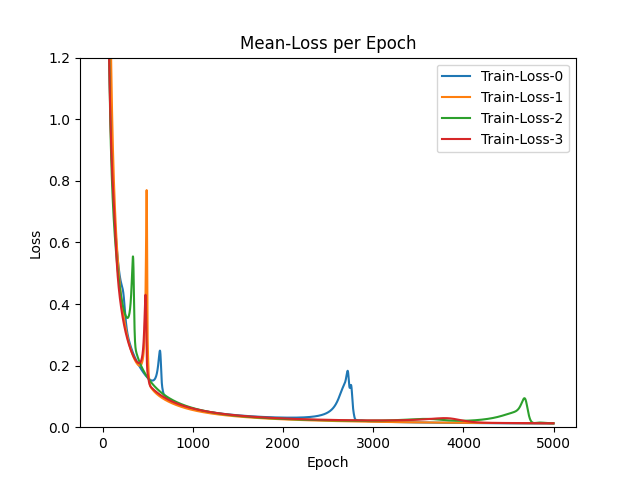 Mean-Loss per Epoch
Train-Loss-0
Train-Loss-1
Train-Loss-2
Train-Loss-3
Loss
1.2
1.0
0.8
0.6
0.4
0.2
0.0
0
1000
2000
3000
4000
5000
Epoch